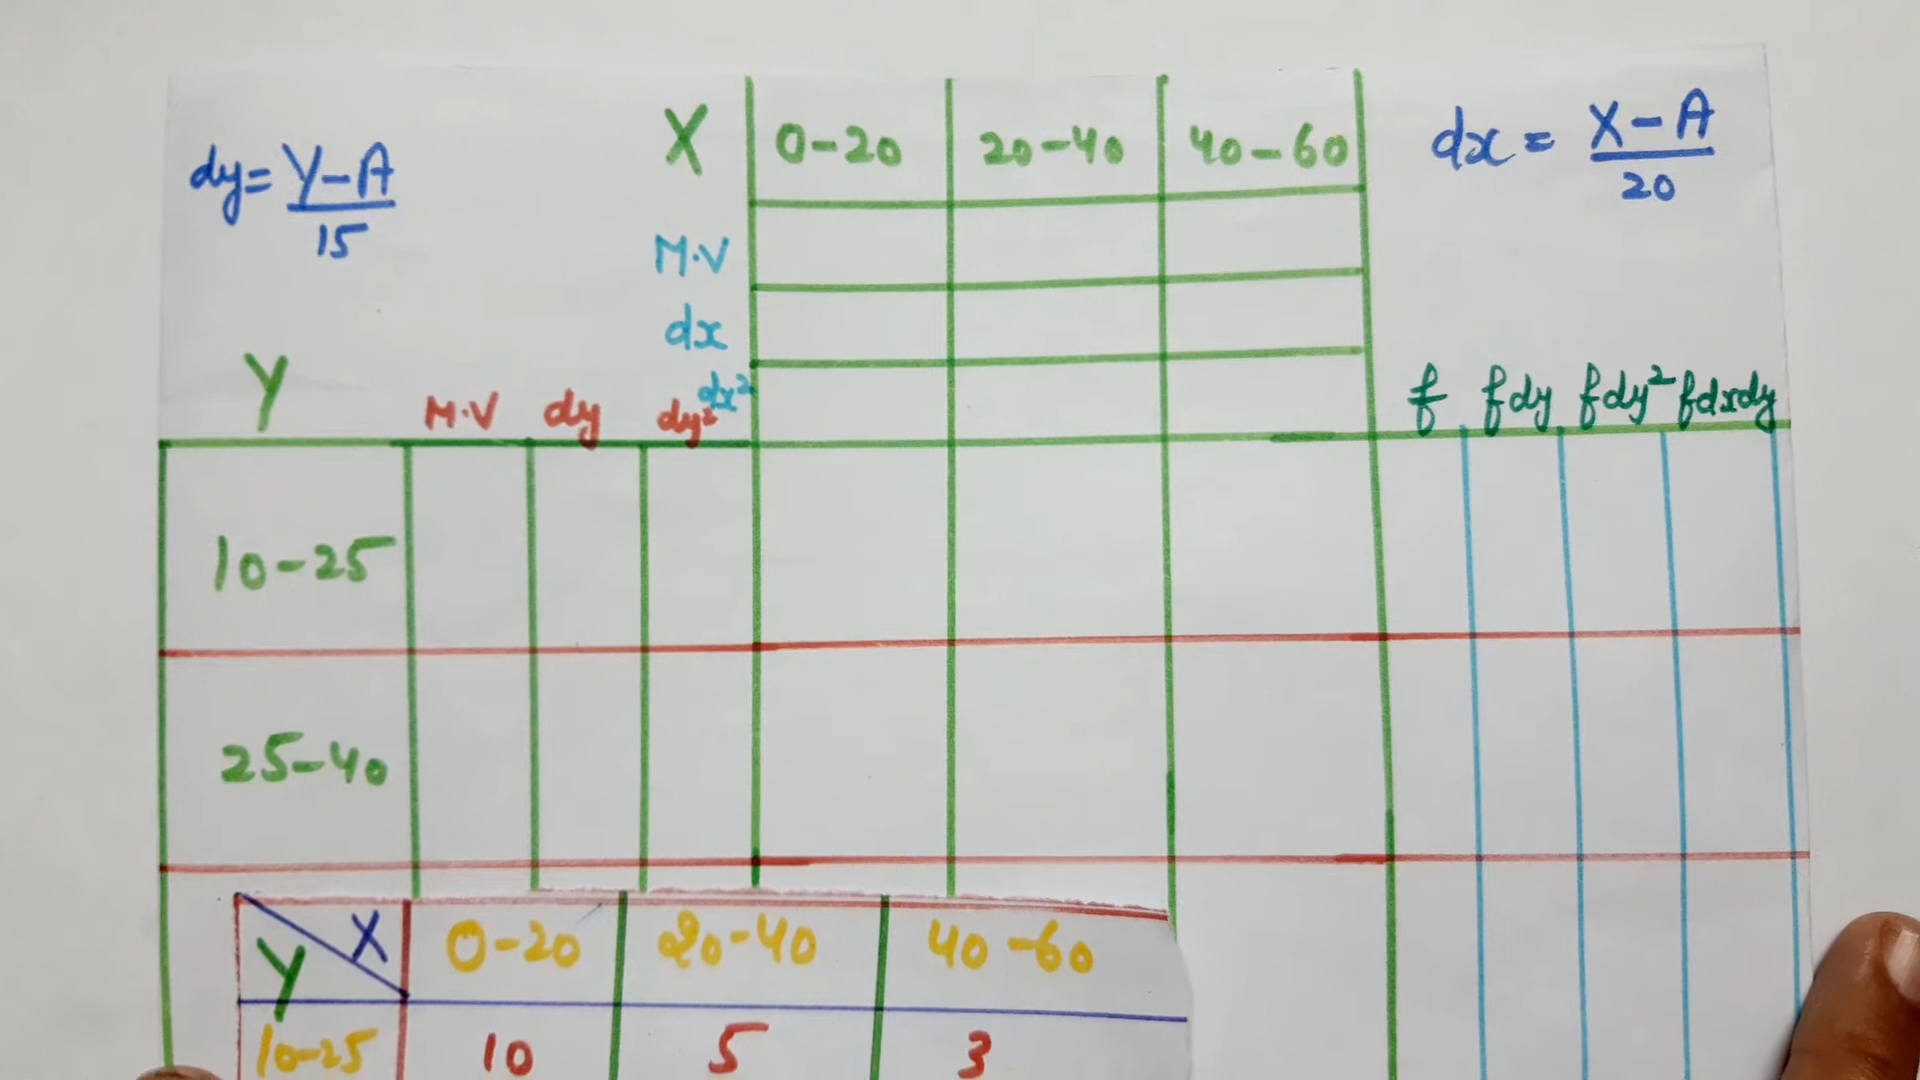 X 0-20 20-40 40-60
dx = X-A
20
dy = Y-A
15
M.V
dx
dx²
Y M.V dy dy² f fdy fdy² fdxdy
10-25
25-40
X 0-20 20-40 40-60
Y
10-25 10 5 3